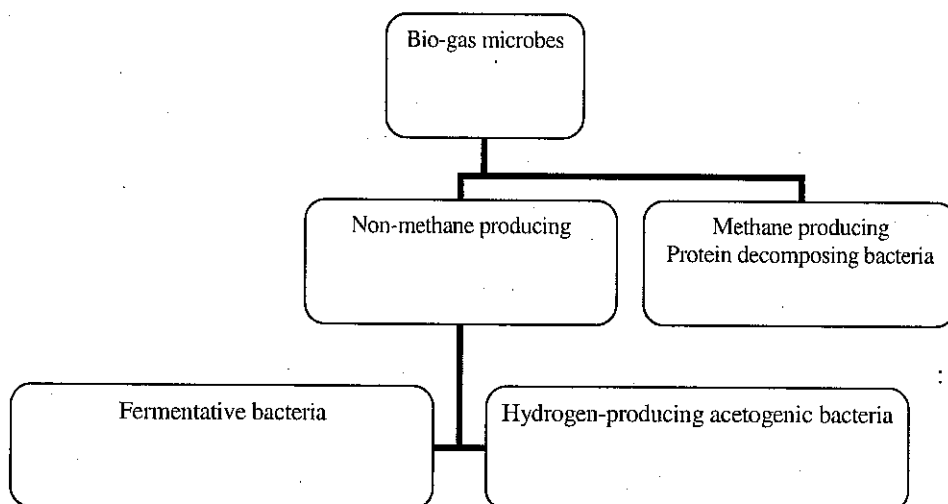 Bio-gas microbes
Non-methane producing
Methane producing
Protein decomposing bacteria
Fermentative bacteria
Hydrogen-producing acetogenic bacteria